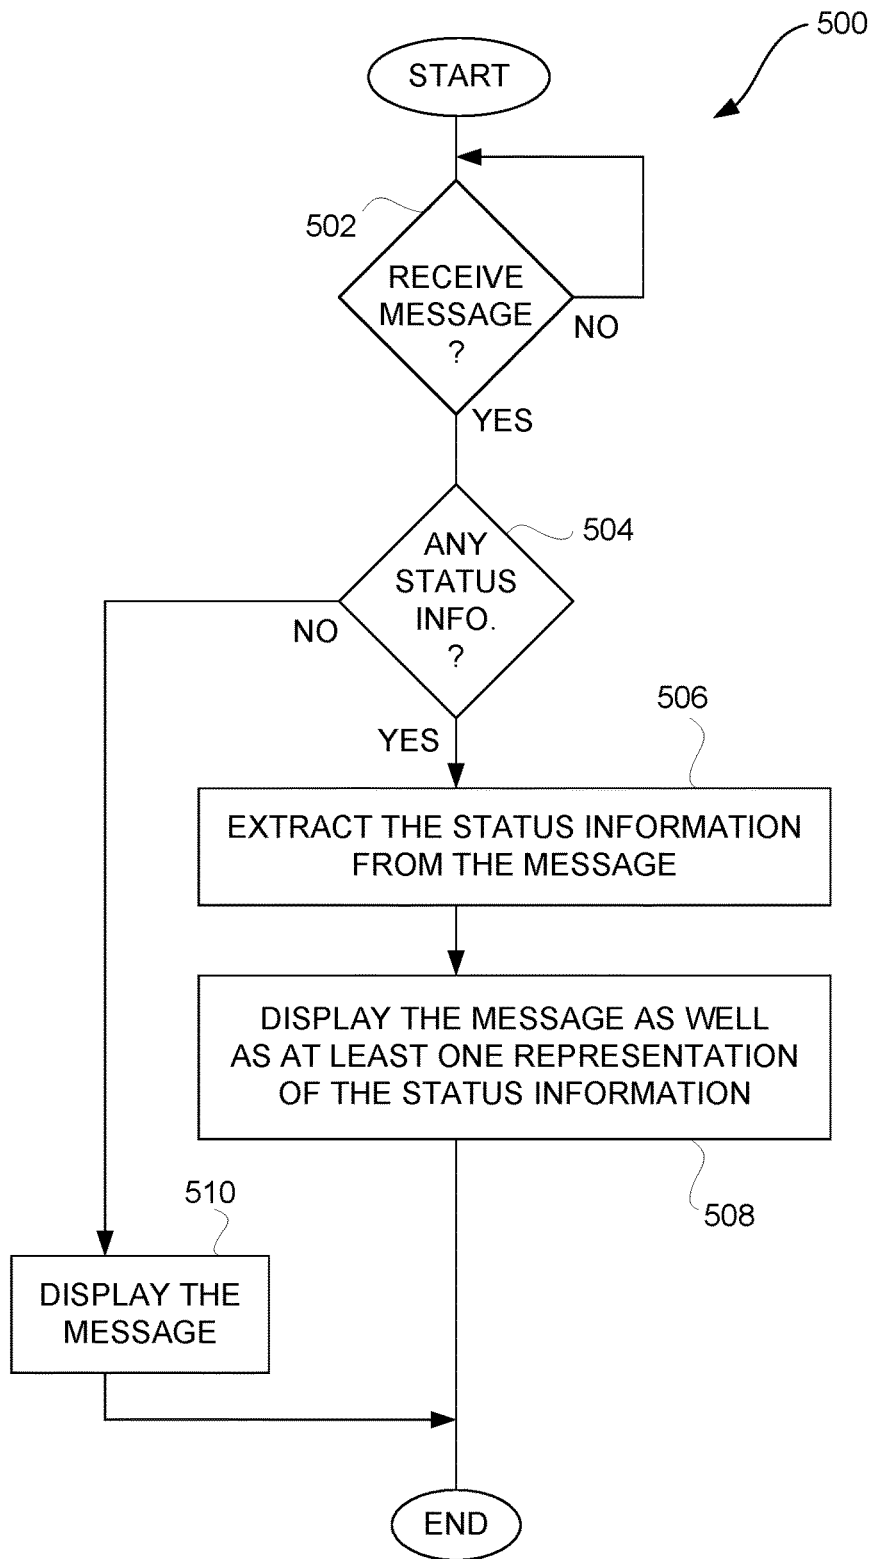 500
START
502
RECEIVE
MESSAGE
?
NO
YES
504
ANY
STATUS
INFO.
?
NO
YES
506
EXTRACT THE STATUS INFORMATION
FROM THE MESSAGE
DISPLAY THE MESSAGE AS WELL
AS AT LEAST ONE REPRESENTATION
OF THE STATUS INFORMATION
508
510
DISPLAY THE
MESSAGE
END